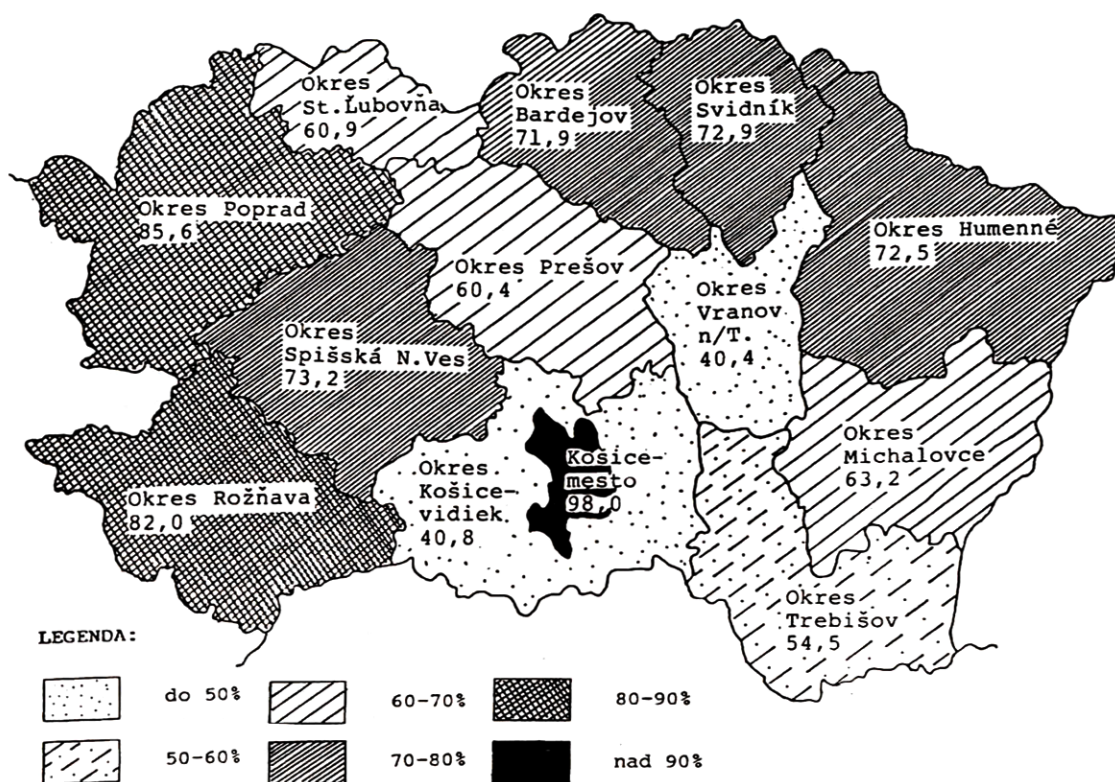 Okres
St.Ľubovňa
60,9
Okres
Bardejov
71,9
Okres
Svidník
72,9
Okres Poprad
85,6
Okres Humenné
72,5
Okres Prešov
60,4
Okres
Vranov
n/T.
40,4
Okres
Spišská N.Ves
73,2
Okres
Michalovce
63,2
Okres
Košice-
vidiek
40,8
Košice-
mesto
98,0
Okres Rožňava
82,0
Okres
Trebišov
54,5
LEGENDA:
do 50%
60-70%
80-90%
50-60%
70-80%
nad 90%